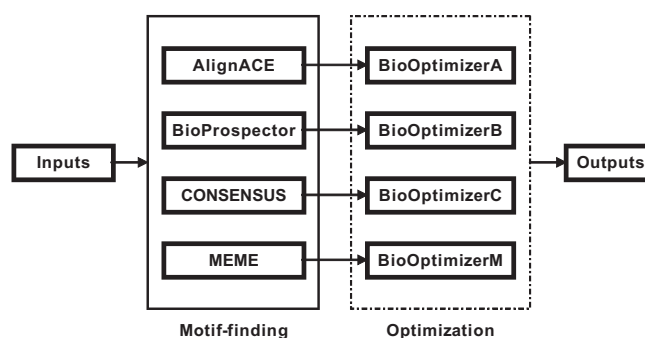 AlignACE
BioOptimizerA
BioProspector
BioOptimizerB
Inputs
Outputs
CONSENSUS
BioOptimizerC
MEME
BioOptimizerM
Motif-finding
Optimization